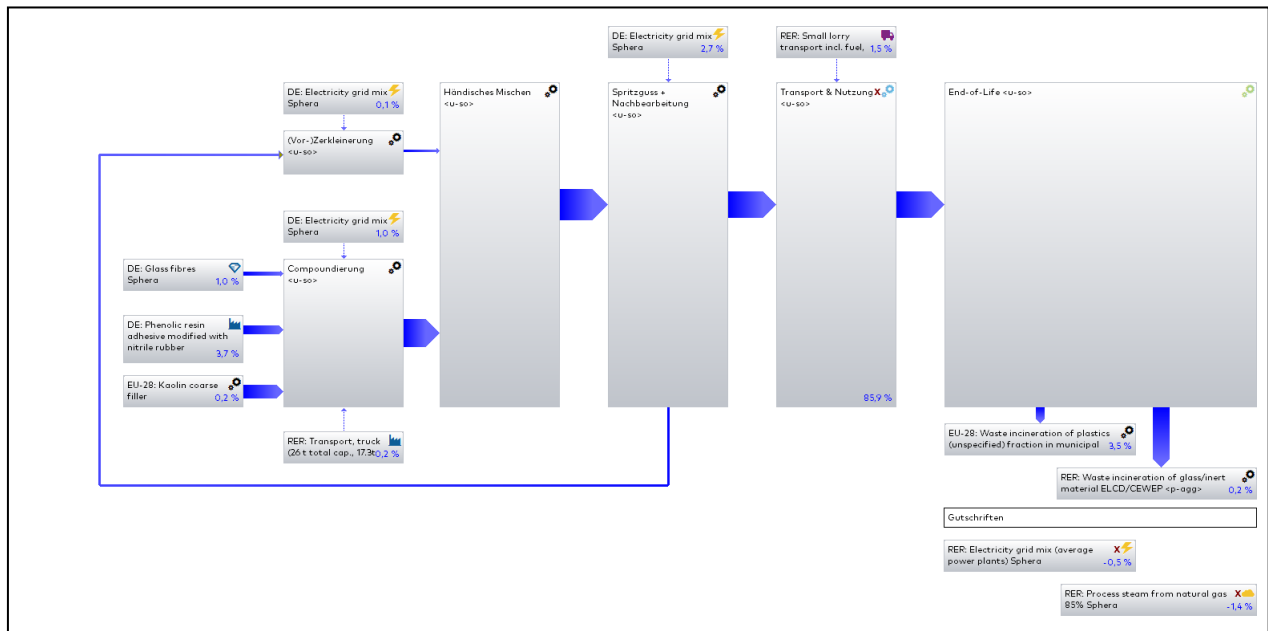 DE: Electricity grid mix
Sphera 2,7 %
RER: Small lorry
transport incl. fuel, 1,5 %
DE: Electricity grid mix
Sphera 0,1 %
Händisches Mischen
<u-so>
Spritzguss +
Nachbearbeitung
<u-so>
Transport & Nutzung X
<u-so>
85,9 %
End-of-Life <u-so>
(Vor-)Zerkleinerung
<u-so>
DE: Electricity grid mix
Sphera 1,0 %
DE: Glass fibres
Sphera 1,0 %
Compoundierung
<u-so>
DE: Phenolic resin
adhesive modified with
nitrile rubber 3,7 %
EU-28: Kaolin coarse
filler 0,2 %
RER: Transport, truck
(26 t total cap., 17.3t 0,2 %
EU-28: Waste incineration of plastics
(unspecified) fraction in municipal 3,5 %
RER: Waste incineration of glass/inert
material ELCD/CEWEP <p-agg> 0,2 %
Gutschriften
RER: Electricity grid mix (average X
power plants) Sphera -0,5 %
RER: Process steam from natural gas X
85% Sphera -1,4 %